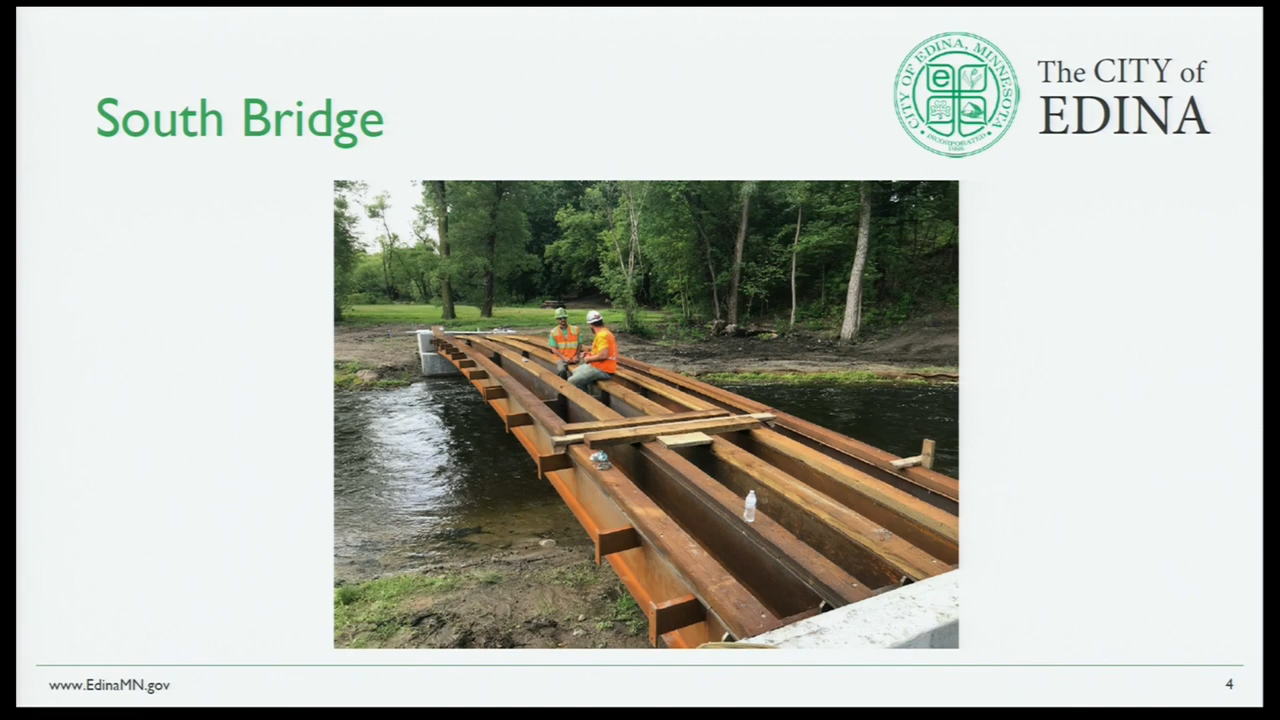 South Bridge
CITY OF EDINA, MINNESOTA
e
INCORPORATED
The CITY of
EDINA
www.EdinaMN.gov
4